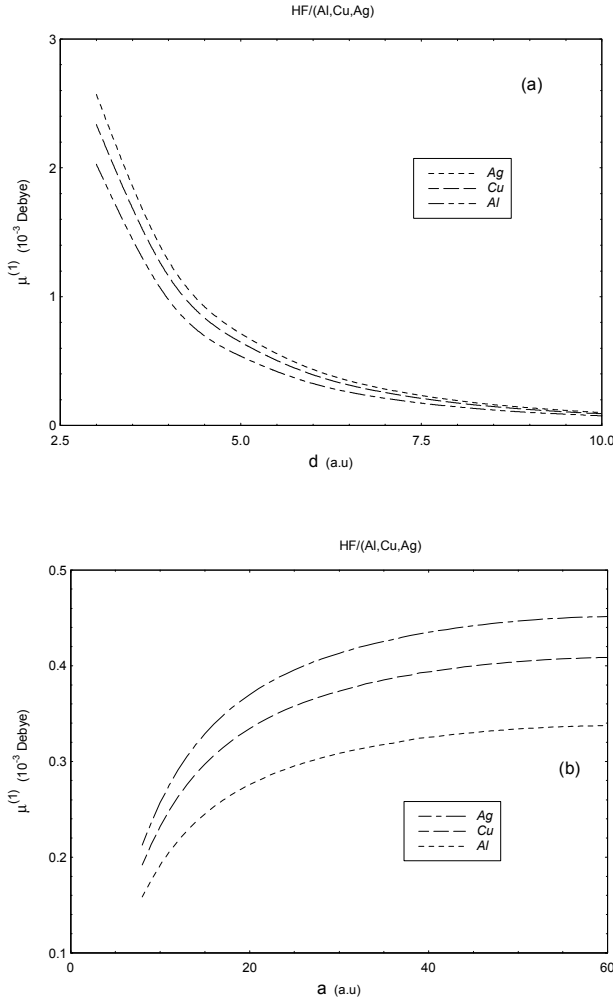 HF/(Al,Cu,Ag)
3
(a)
Ag
Cu
Al
2
μ(1) (10-3 Debye)
1
0
2.5 5.0 7.5 10.0
d (a.u)
HF/(Al,Cu,Ag)
0.5
0.4
μ(1) (10-3 Debye)
0.3
(b)
Ag
Cu
Al
0.2
0.1
0 20 40 60
a (a.u)